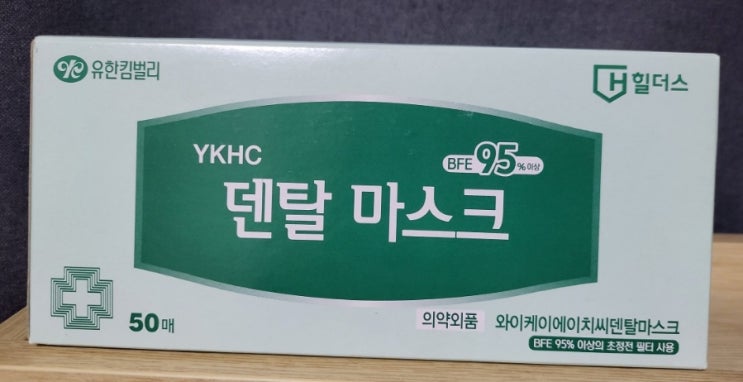 유한킴벌리
힐더스
YKHC
BFE 95% 이상
덴탈 마스크
50매
의약외품
와이케이에이치씨덴탈마스크
BFE 95% 이상의 초정전 필터 사용